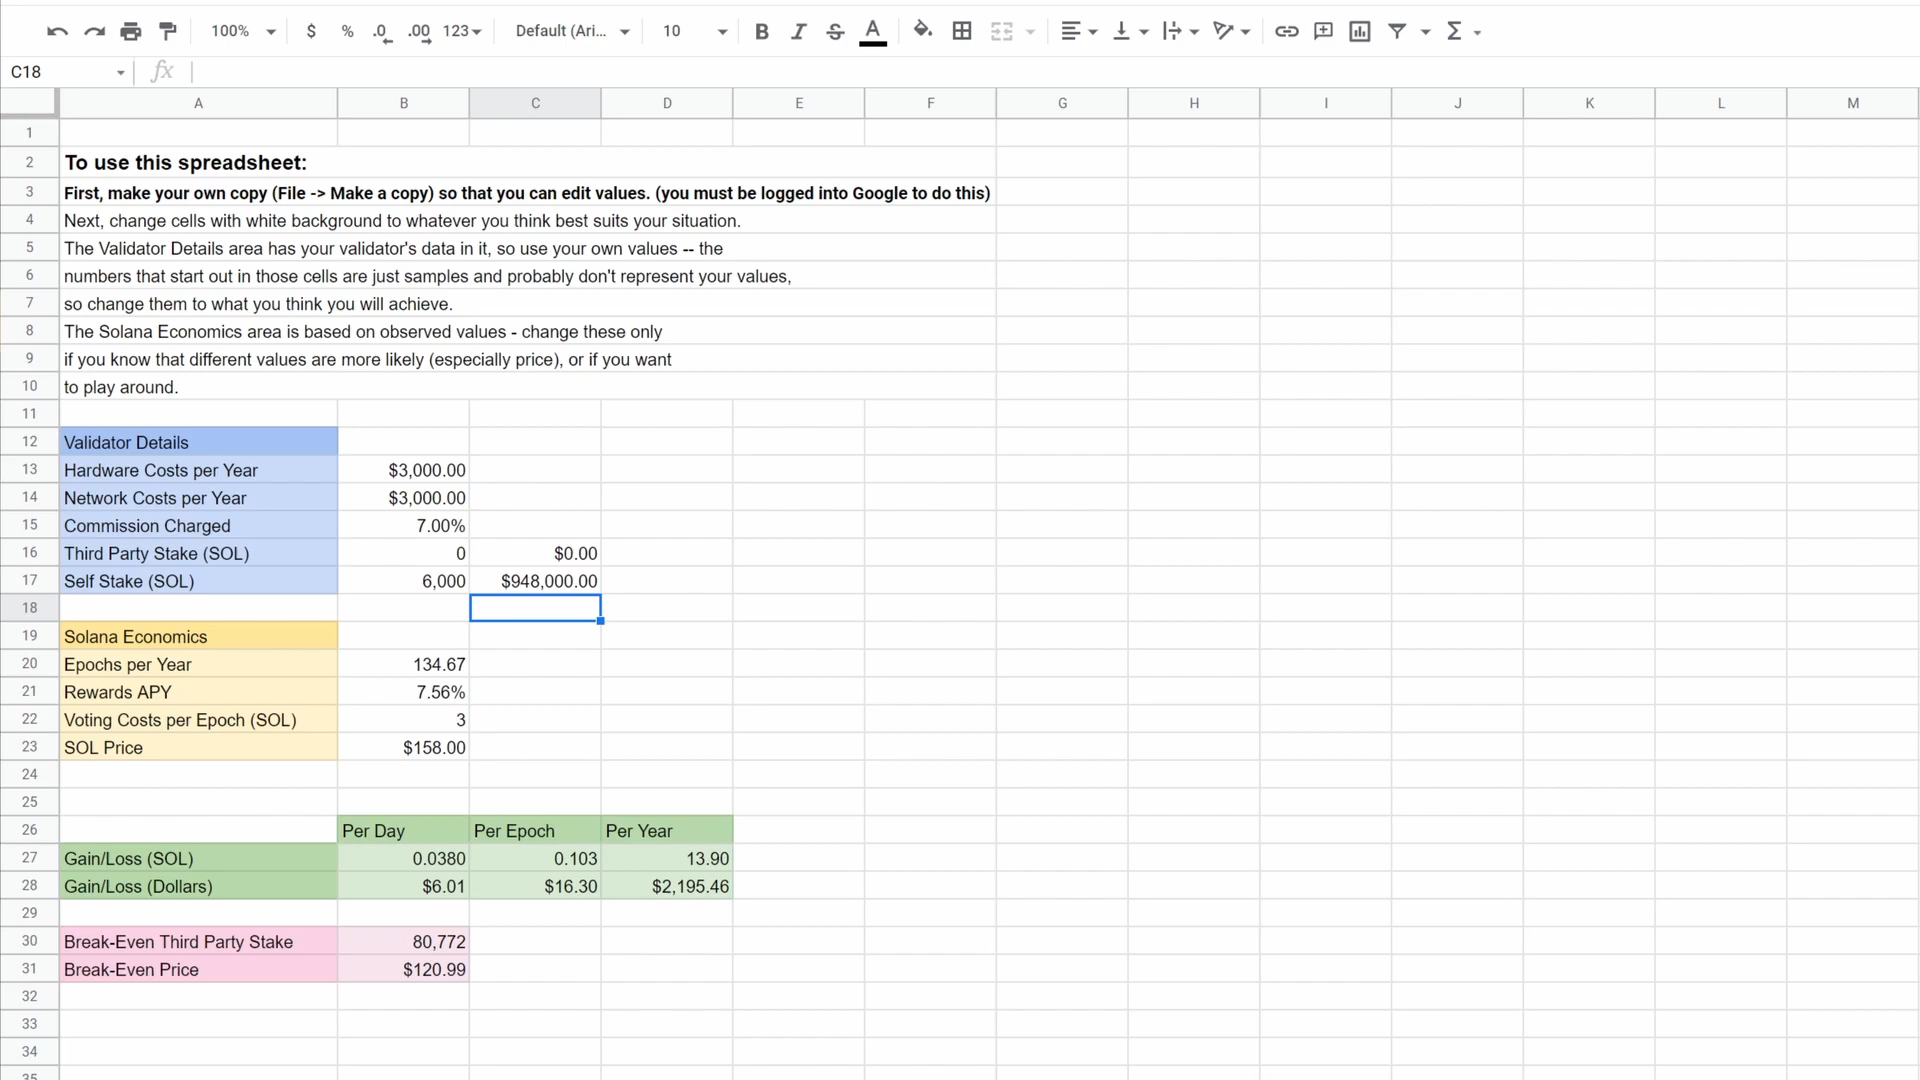 100% $ % .0 .00 123 Default (Ari... 10 B I S A Σ
C18 fx
A B C D E F G H I J K L M
1
2 To use this spreadsheet:
3 First, make your own copy (File -> Make a copy) so that you can edit values. (you must be logged into Google to do this)
4 Next, change cells with white background to whatever you think best suits your situation.
5 The Validator Details area has your validator's data in it, so use your own values -- the
6 numbers that start out in those cells are just samples and probably don't represent your values,
7 so change them to what you think you will achieve.
8 The Solana Economics area is based on observed values - change these only
9 if you know that different values are more likely (especially price), or if you want
10 to play around.
11
12 Validator Details
13 Hardware Costs per Year $3,000.00
14 Network Costs per Year $3,000.00
15 Commission Charged 7.00%
16 Third Party Stake (SOL) 0 $0.00
17 Self Stake (SOL) 6,000 $948,000.00
18
19 Solana Economics
20 Epochs per Year 134.67
21 Rewards APY 7.56%
22 Voting Costs per Epoch (SOL) 3
23 SOL Price $158.00
24
25
26 Per Day Per Epoch Per Year
27 Gain/Loss (SOL) 0.0380 0.103 13.90
28 Gain/Loss (Dollars) $6.01 $16.30 $2,195.46
29
30 Break-Even Third Party Stake 80,772
31 Break-Even Price $120.99
32
33
34
35